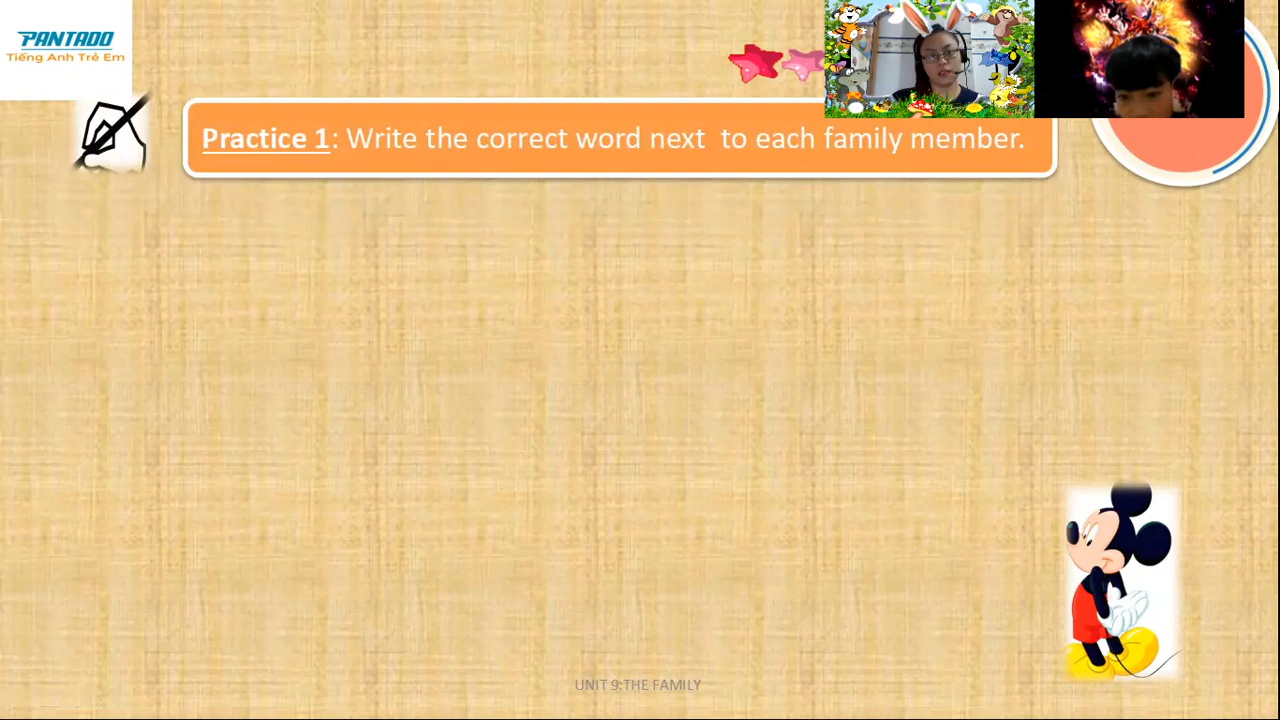 PANTADO
Tiếng Anh Trẻ Em
Practice 1: Write the correct word next to each family member.
UNIT 9:THE FAMILY